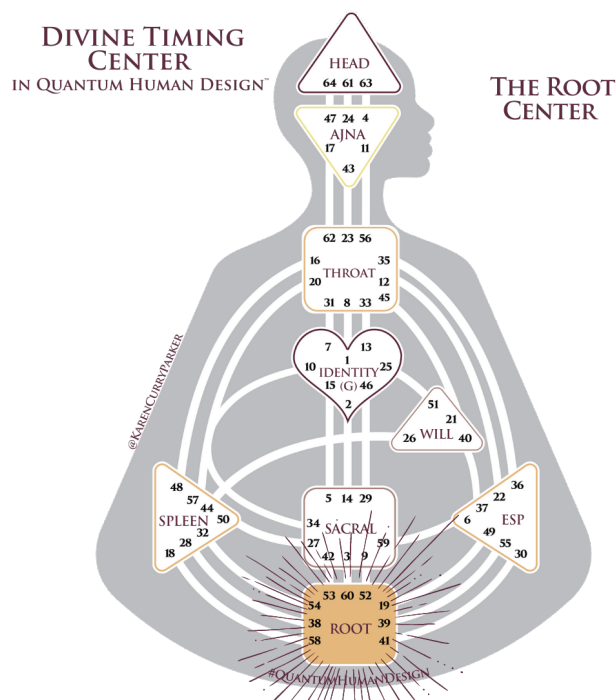 DIVINE TIMING
CENTER
IN QUANTUM HUMAN DESIGN™
THE ROOT
CENTER
HEAD
64 61 63
47 24 4
AJNA
17 11
43
62 23 56
16 35
THROAT
20 12
45
31 8 33
7 13
1
10 IDENTITY 25
15 (G) 46
2
51
21
26 WILL 40
@KARENCURRYPARKER
48
57
44
SPLEEN 50
32
28
18
5 14 29
34
SACRAL
27 59
42 3 9
36
22
37
6 ESP
49
55
30
53 60 52
54 19
38 ROOT 39
58 41
#QUANTUMHUMANDESIGN